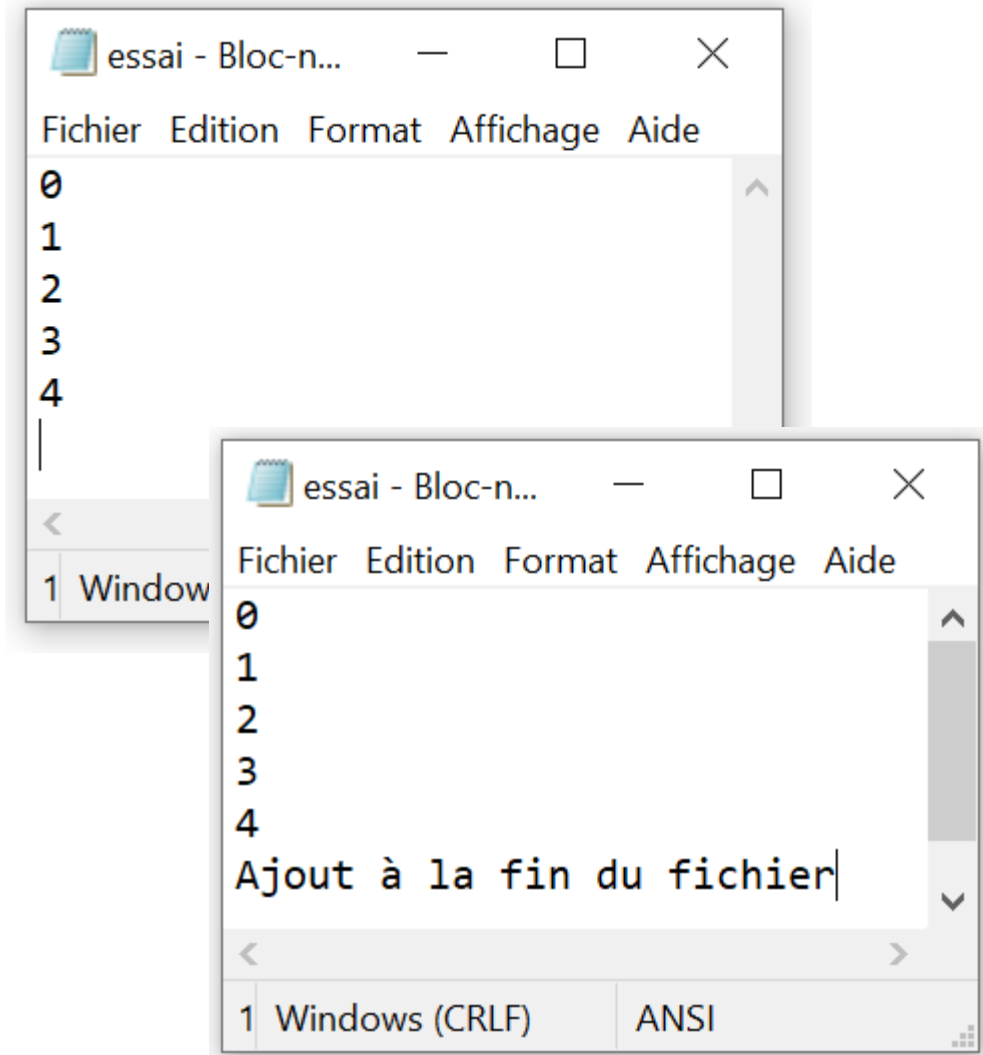 essai - Bloc-n...
Fichier Edition Format Affichage Aide
0
1
2
3
4
1 Window
essai - Bloc-n...
Fichier Edition Format Affichage Aide
0
1
2
3
4
Ajout à la fin du fichier
1 Windows (CRLF) ANSI